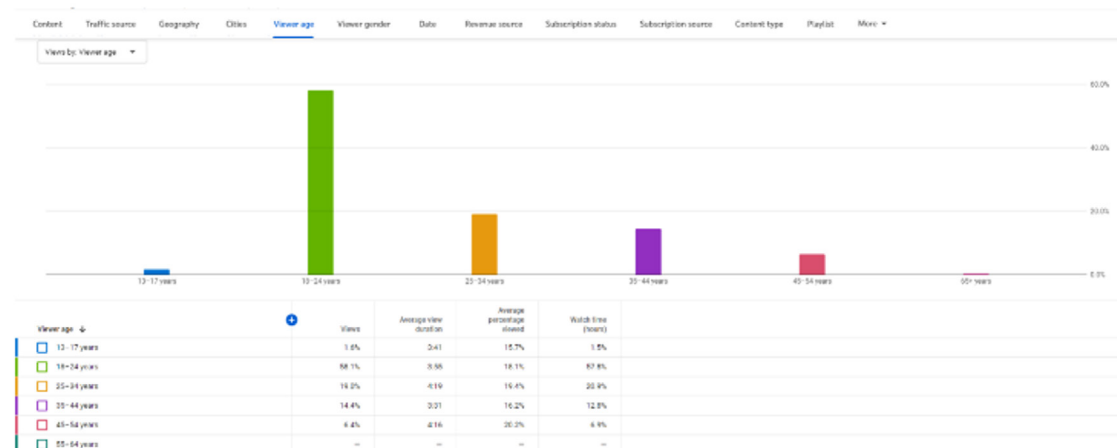 Content Traffic source Geography Cities Viewer age Viewer gender Date Revenue source Subscription status Subscription source Content type Playlist More
Views by: Viewer age
60.0%
40.0%
20.0%
0.0%
13–17 years 18–24 years 25–34 years 35–44 years 45–54 years 65+ years
Viewer age Views Average view duration Average percentage viewed Watch time (hours)
13–17 years 1.6% 3:41 15.7% 1.5%
18–24 years 58.1% 18.1% 57.8%
25–34 years 19.0% 4:19 19.4% 20.9%
35–44 years 14.4% 3:31 16.2% 12.8%
45–54 years 6.4% 4:16 20.2% 6.9%
55–64 years — — — —